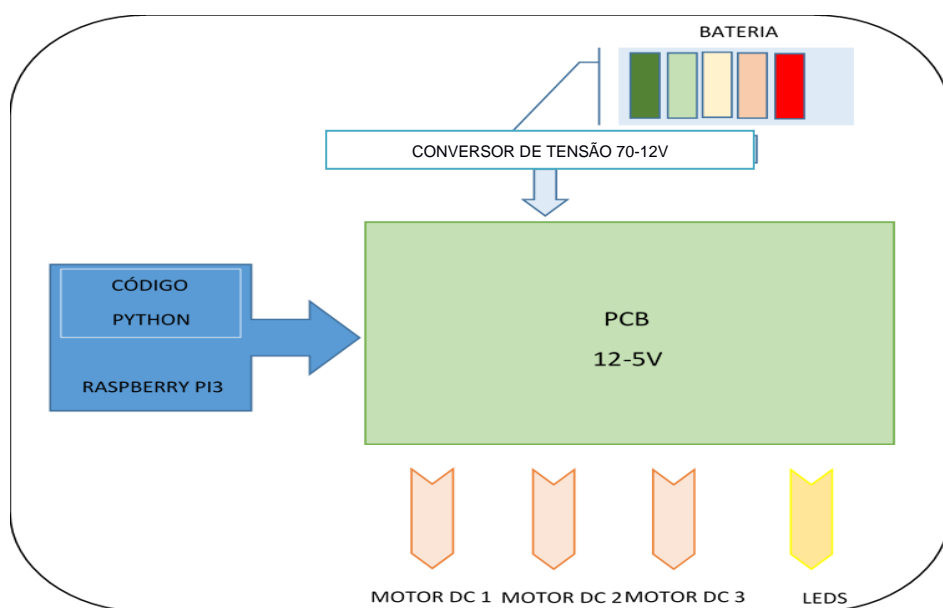 BATERIA
CONVERSOR DE TENSÃO 70-12V
CÓDIGO
PYTHON
RASPBERRY PI3
PCB
12-5V
MOTOR DC 1
MOTOR DC 2
MOTOR DC 3
LEDS